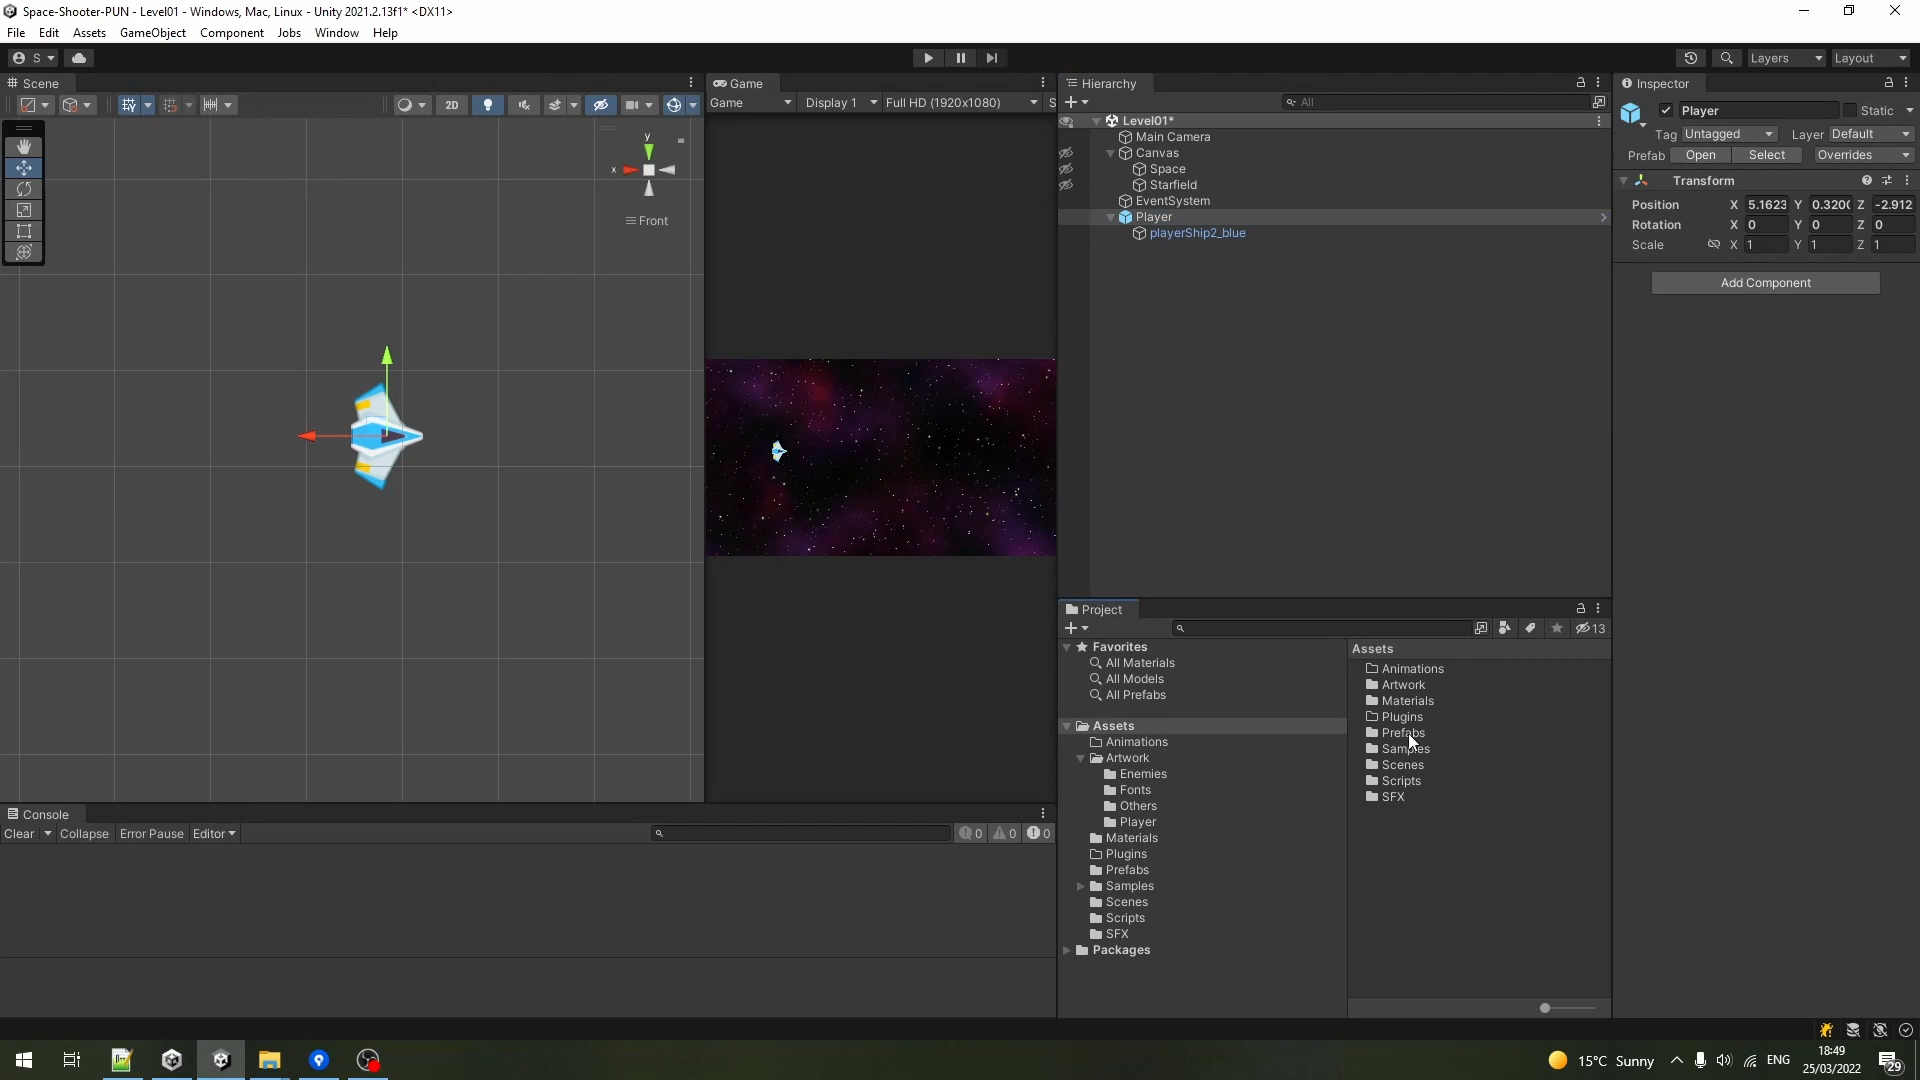 Space-Shooter-PUN - Level01 - Windows, Mac, Linux - Unity 2021.2.13f1* <DX11>
File Edit Assets GameObject Component Jobs Window Help
S
Layers
Layout
Scene
2D
y
x
Front
Game
Game
Display 1
Full HD (1920x1080)
S
Hierarchy
All
Level01*
Main Camera
Canvas
Space
Starfield
EventSystem
Player
playerShip2_blue
Inspector
Player
Static
Tag Untagged
Layer Default
Prefab Open Select Overrides
Transform
Position X 5.1623 Y 0.320( Z -2.912
Rotation X 0 Y 0 Z 0
Scale X 1 Y 1 Z 1
Add Component
Project
13
Favorites
All Materials
All Models
All Prefabs
Assets
Animations
Artwork
Enemies
Fonts
Others
Player
Materials
Plugins
Prefabs
Samples
Scenes
Scripts
SFX
Packages
Assets
Animations
Artwork
Materials
Plugins
Prefabs
Samples
Scenes
Scripts
SFX
Console
Clear Collapse Error Pause Editor
0 0 0
15°C Sunny
ENG
18:49
25/03/2022
29